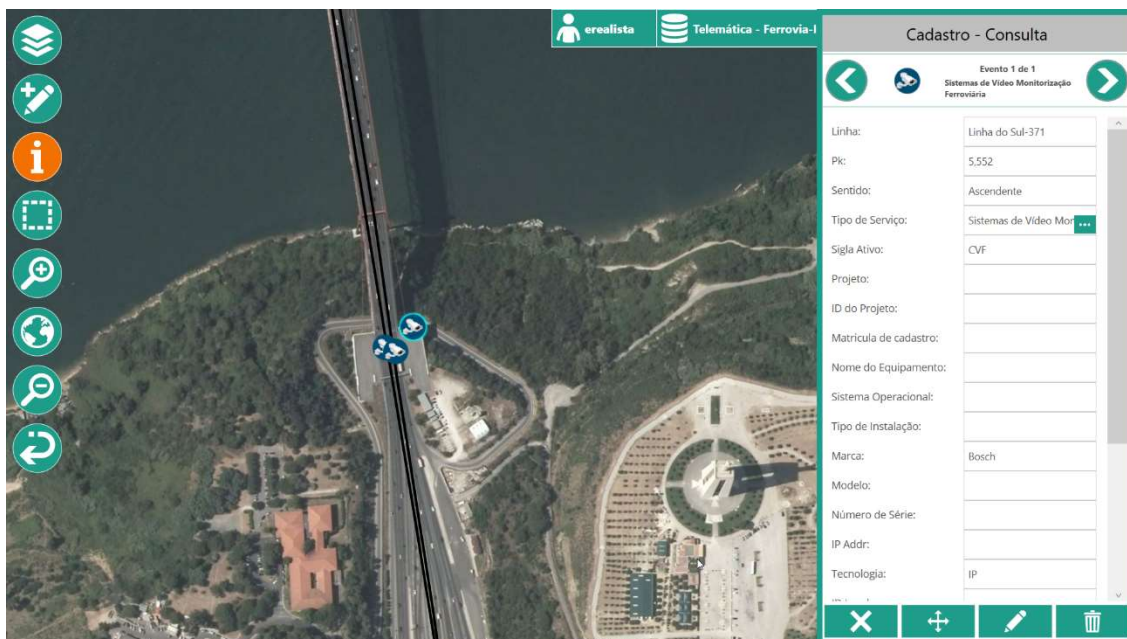 erealista
Telemática - Ferrovia-I
Cadastro - Consulta
Evento 1 de 1
Sistemas de Vídeo Monitorização
Ferroviária
Linha: Linha do Sul-371
Pk: 5,552
Sentido: Ascendente
Tipo de Serviço: Sistemas de Vídeo Mor ...
Sigla Ativo: CVF
Projeto:
ID do Projeto:
Matricula de cadastro:
Nome do Equipamento:
Sistema Operacional:
Tipo de Instalação:
Marca: Bosch
Modelo:
Número de Série:
IP Addr:
Tecnologia: IP